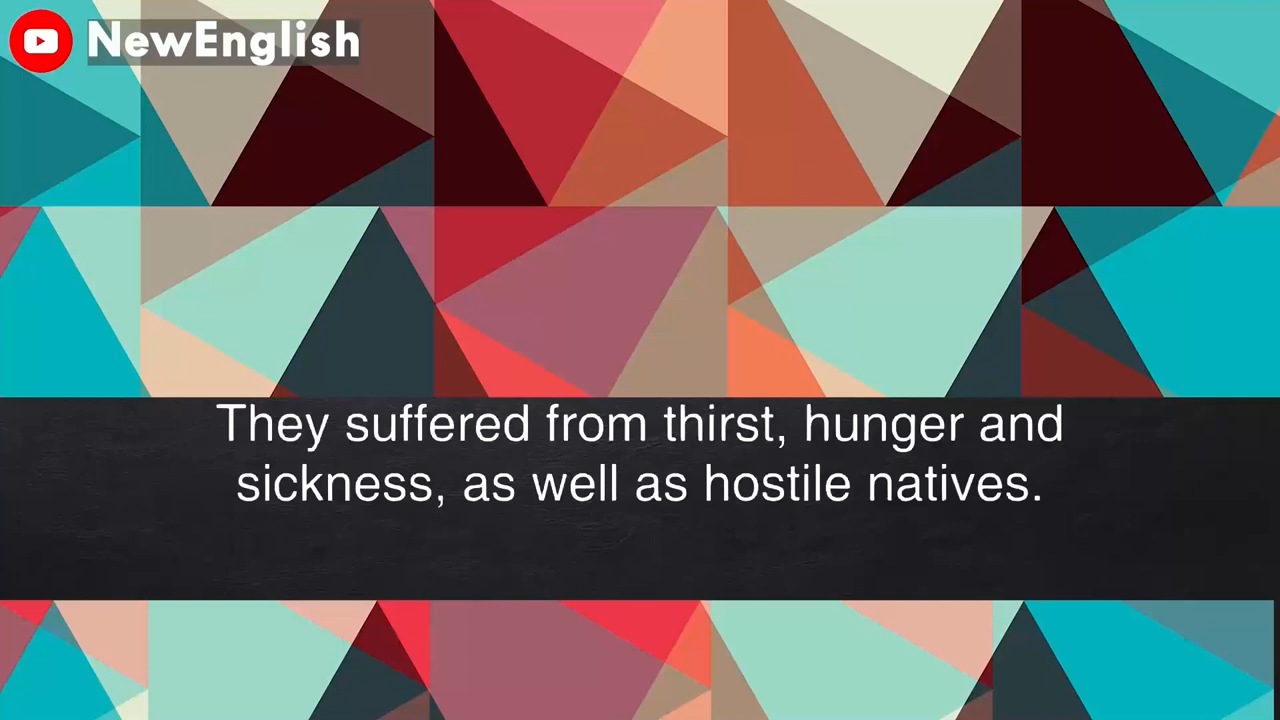 NewEnglish
They suffered from thirst, hunger and
sickness, as well as hostile natives.